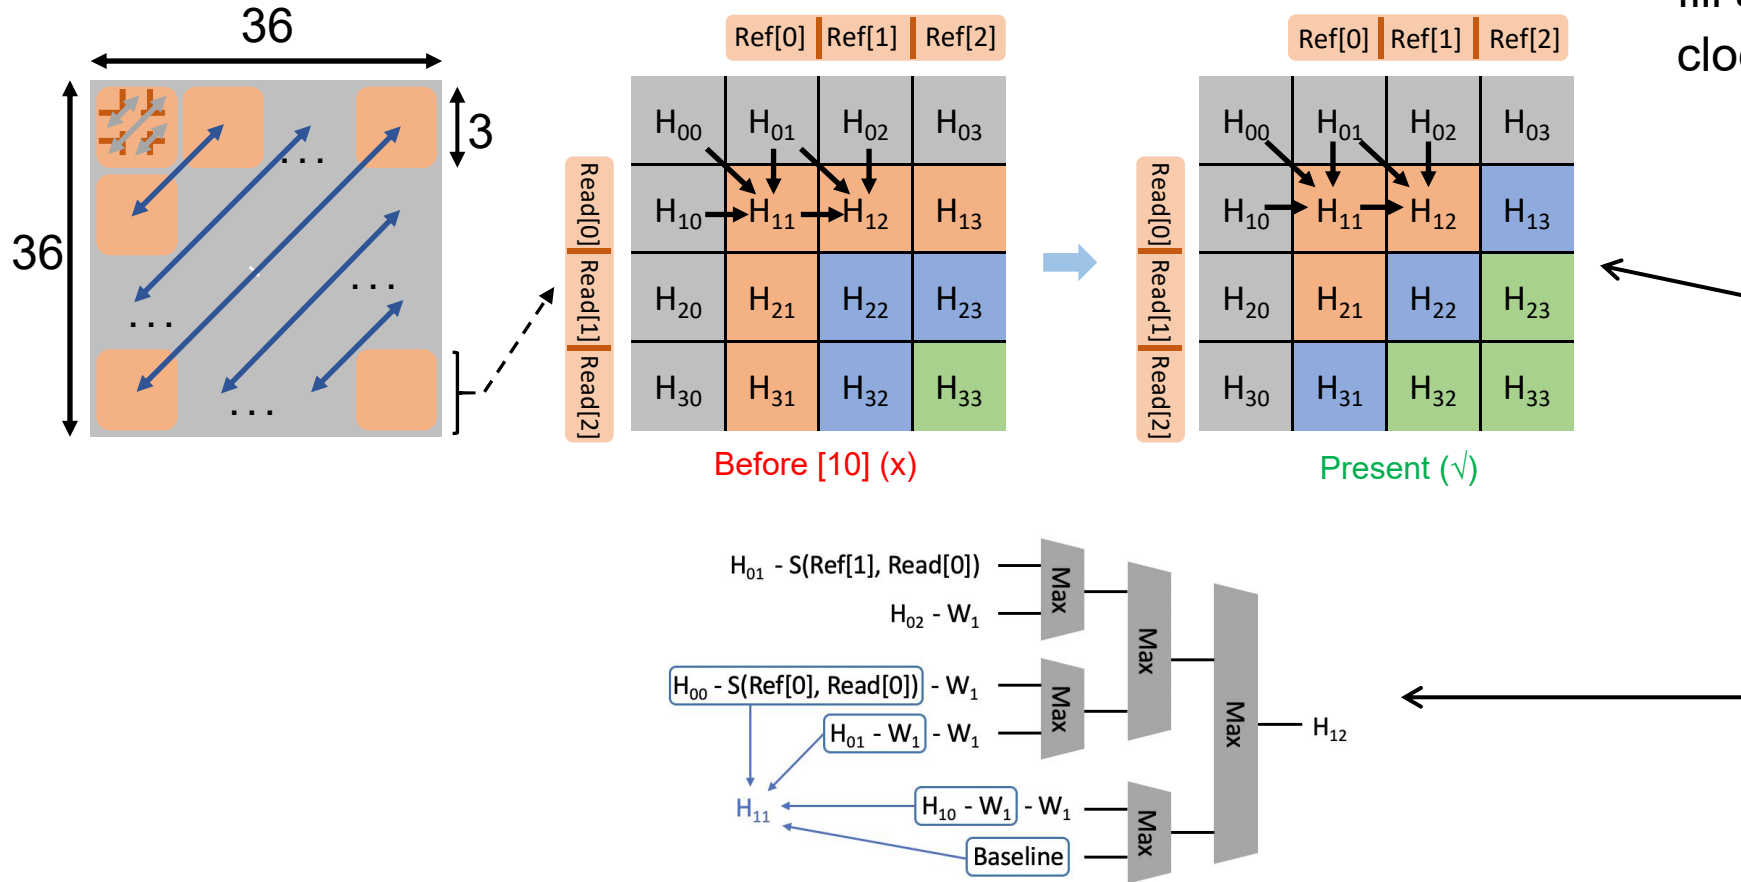 36
36
3
. . .
. . .
. . .
. . .
Ref[0] Ref[1] Ref[2]
Read[0] Read[1] Read[2]
H00 H01 H02 H03
H10 H11 H12 H13
H20 H21 H22 H23
H30 H31 H32 H33
Before [10] (x)
Ref[0] Ref[1] Ref[2]
Read[0] Read[1] Read[2]
H00 H01 H02 H03
H10 H11 H12 H13
H20 H21 H22 H23
H30 H31 H32 H33
Present (√)
H01 - S(Ref[1], Read[0])
H02 - W1
H00 - S(Ref[0], Read[0]) - W1
H01 - W1 - W1
H11
H10 - W1 - W1
Baseline
Max
Max
Max
Max
Max
H12